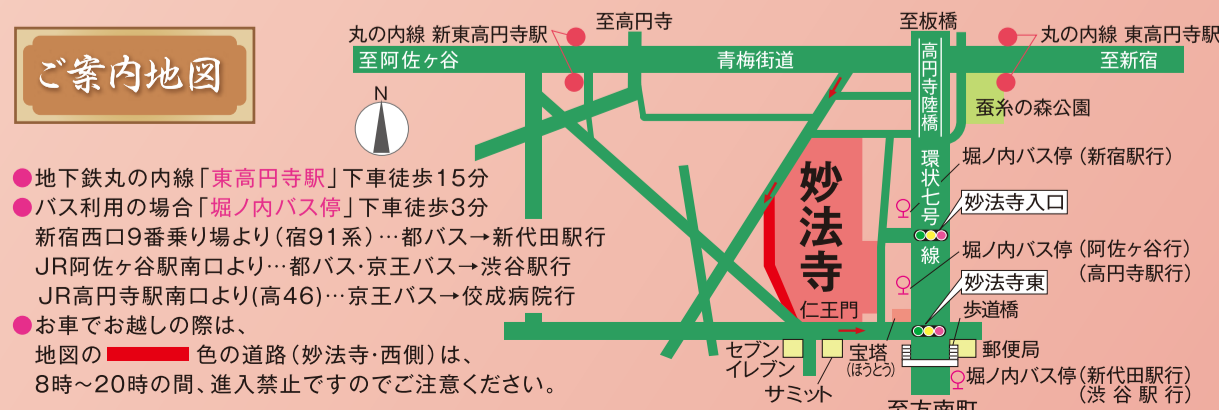 ご案内地図
丸の内線 新東高円寺駅
至高円寺
至板橋
丸の内線 東高円寺駅
至阿佐ヶ谷
青梅街道
高円寺陸橋
至新宿
N
蚕糸の森公園
環状七号線
堀ノ内バス停(新宿駅行)
妙法寺入口
妙法寺
堀ノ内バス停(阿佐ヶ谷行)
(高円寺駅行)
妙法寺東
歩道橋
仁王門
セブン
イレブン
サミット
宝塔
(ほうとう)
郵便局
堀ノ内バス停(新代田駅行)
(渋谷駅行)
至方南町
●地下鉄丸の内線「東高円寺駅」下車徒歩15分
●バス利用の場合「堀ノ内バス停」下車徒歩3分
新宿西口9番乗り場より(宿91系)…都バス→新代田駅行
JR阿佐ヶ谷駅南口より…都バス・京王バス→渋谷駅行
JR高円寺駅南口より(高46)…京王バス→佼成病院行
●お車でお越しの際は、
地図の 色の道路(妙法寺・西側)は、
8時〜20時の間、進入禁止ですのでご注意ください。